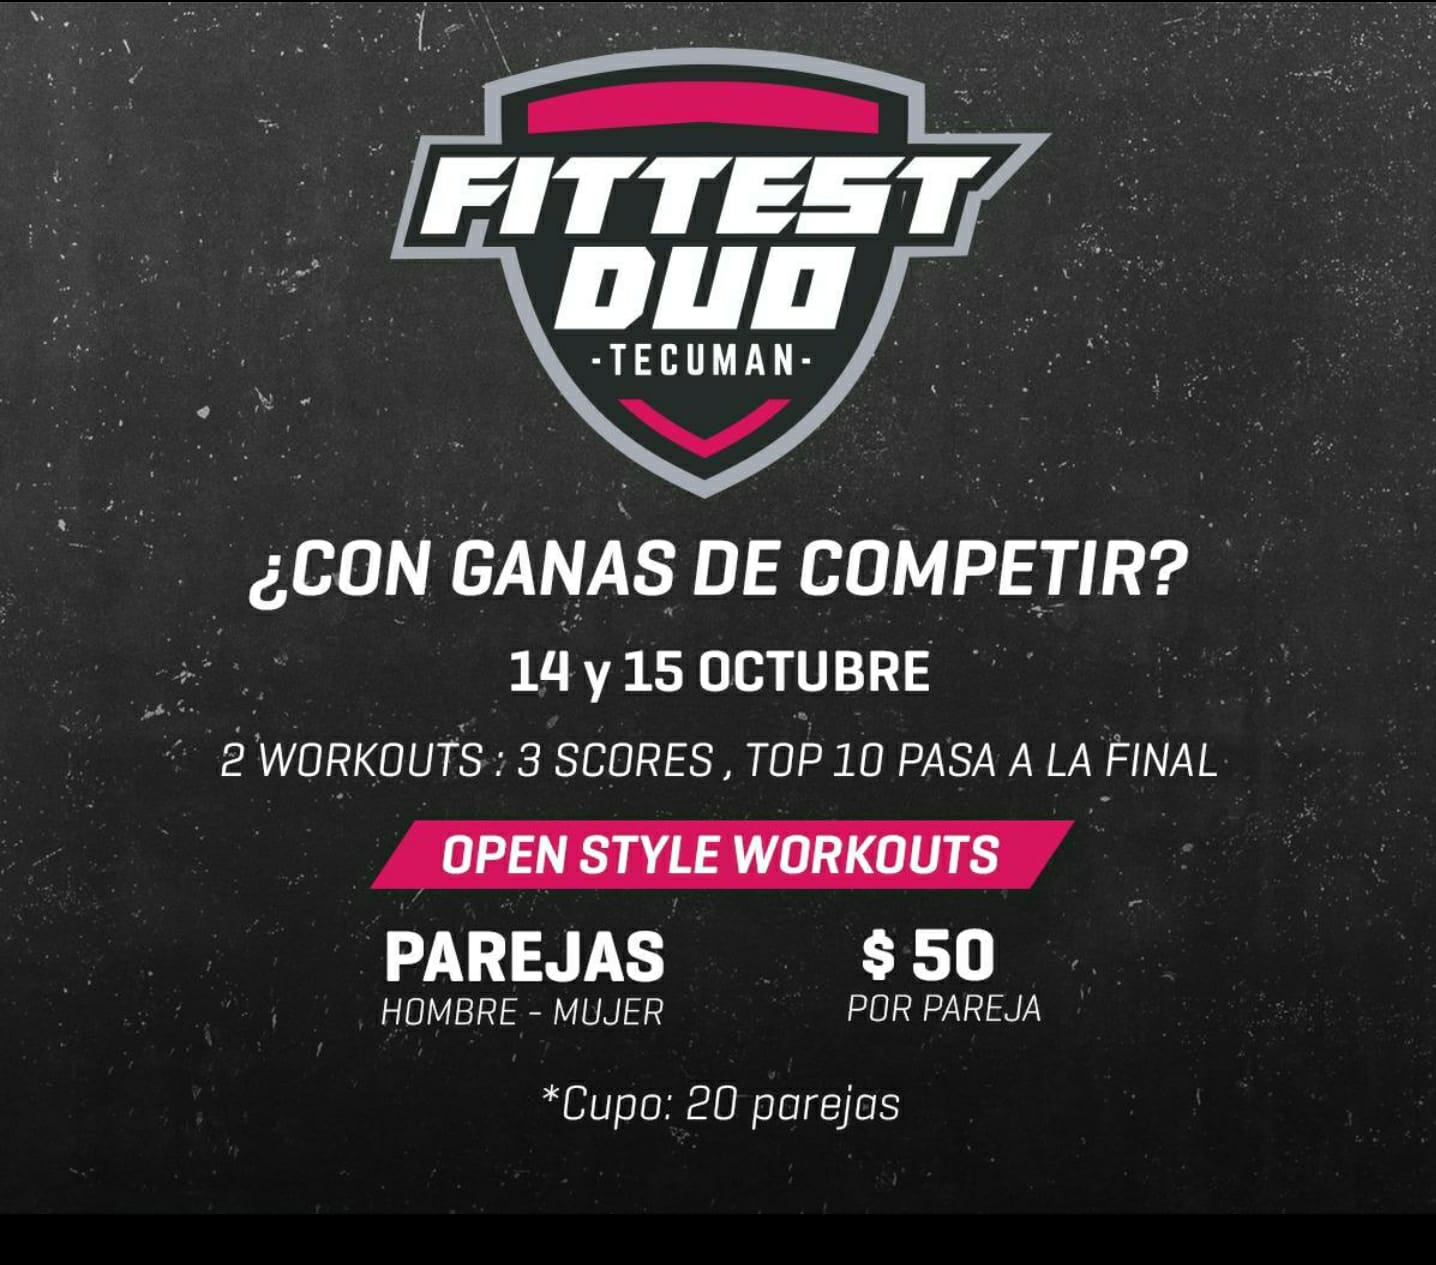 FITTEST
DUO
-TECUMAN-
¿CON GANAS DE COMPETIR?
14 y 15 OCTUBRE
2 WORKOUTS : 3 SCORES , TOP 10 PASA A LA FINAL
OPEN STYLE WORKOUTS
PAREJAS
HOMBRE - MUJER
$ 50
POR PAREJA
*Cupo: 20 parejas